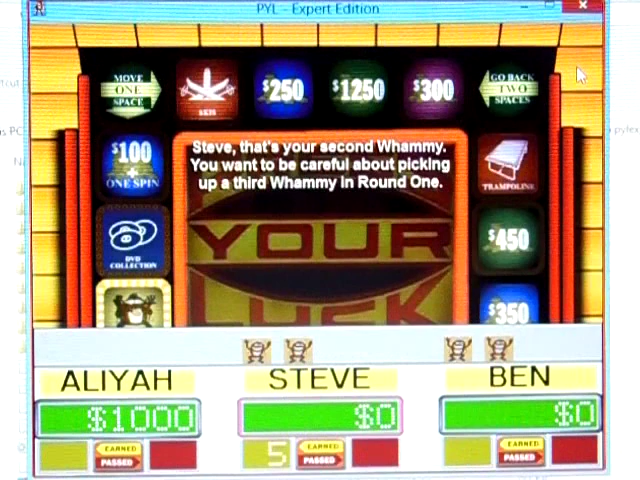 PYL - Expert Edition
MOVE
ONE
SPACE
SKIS
$250
$1250
$300
GO BACK
TWO
SPACES
$100
+
ONE SPIN
Steve, that's your second Whammy.
You want to be careful about picking
up a third Whammy in Round One.
TRAMPOLINE
DVD
COLLECTION
YOUR
LUCK
$450
$350
ALIYAH
STEVE
BEN
$1000
$0
$0
EARNED
PASSED
5
EARNED
PASSED
EARNED
PASSED